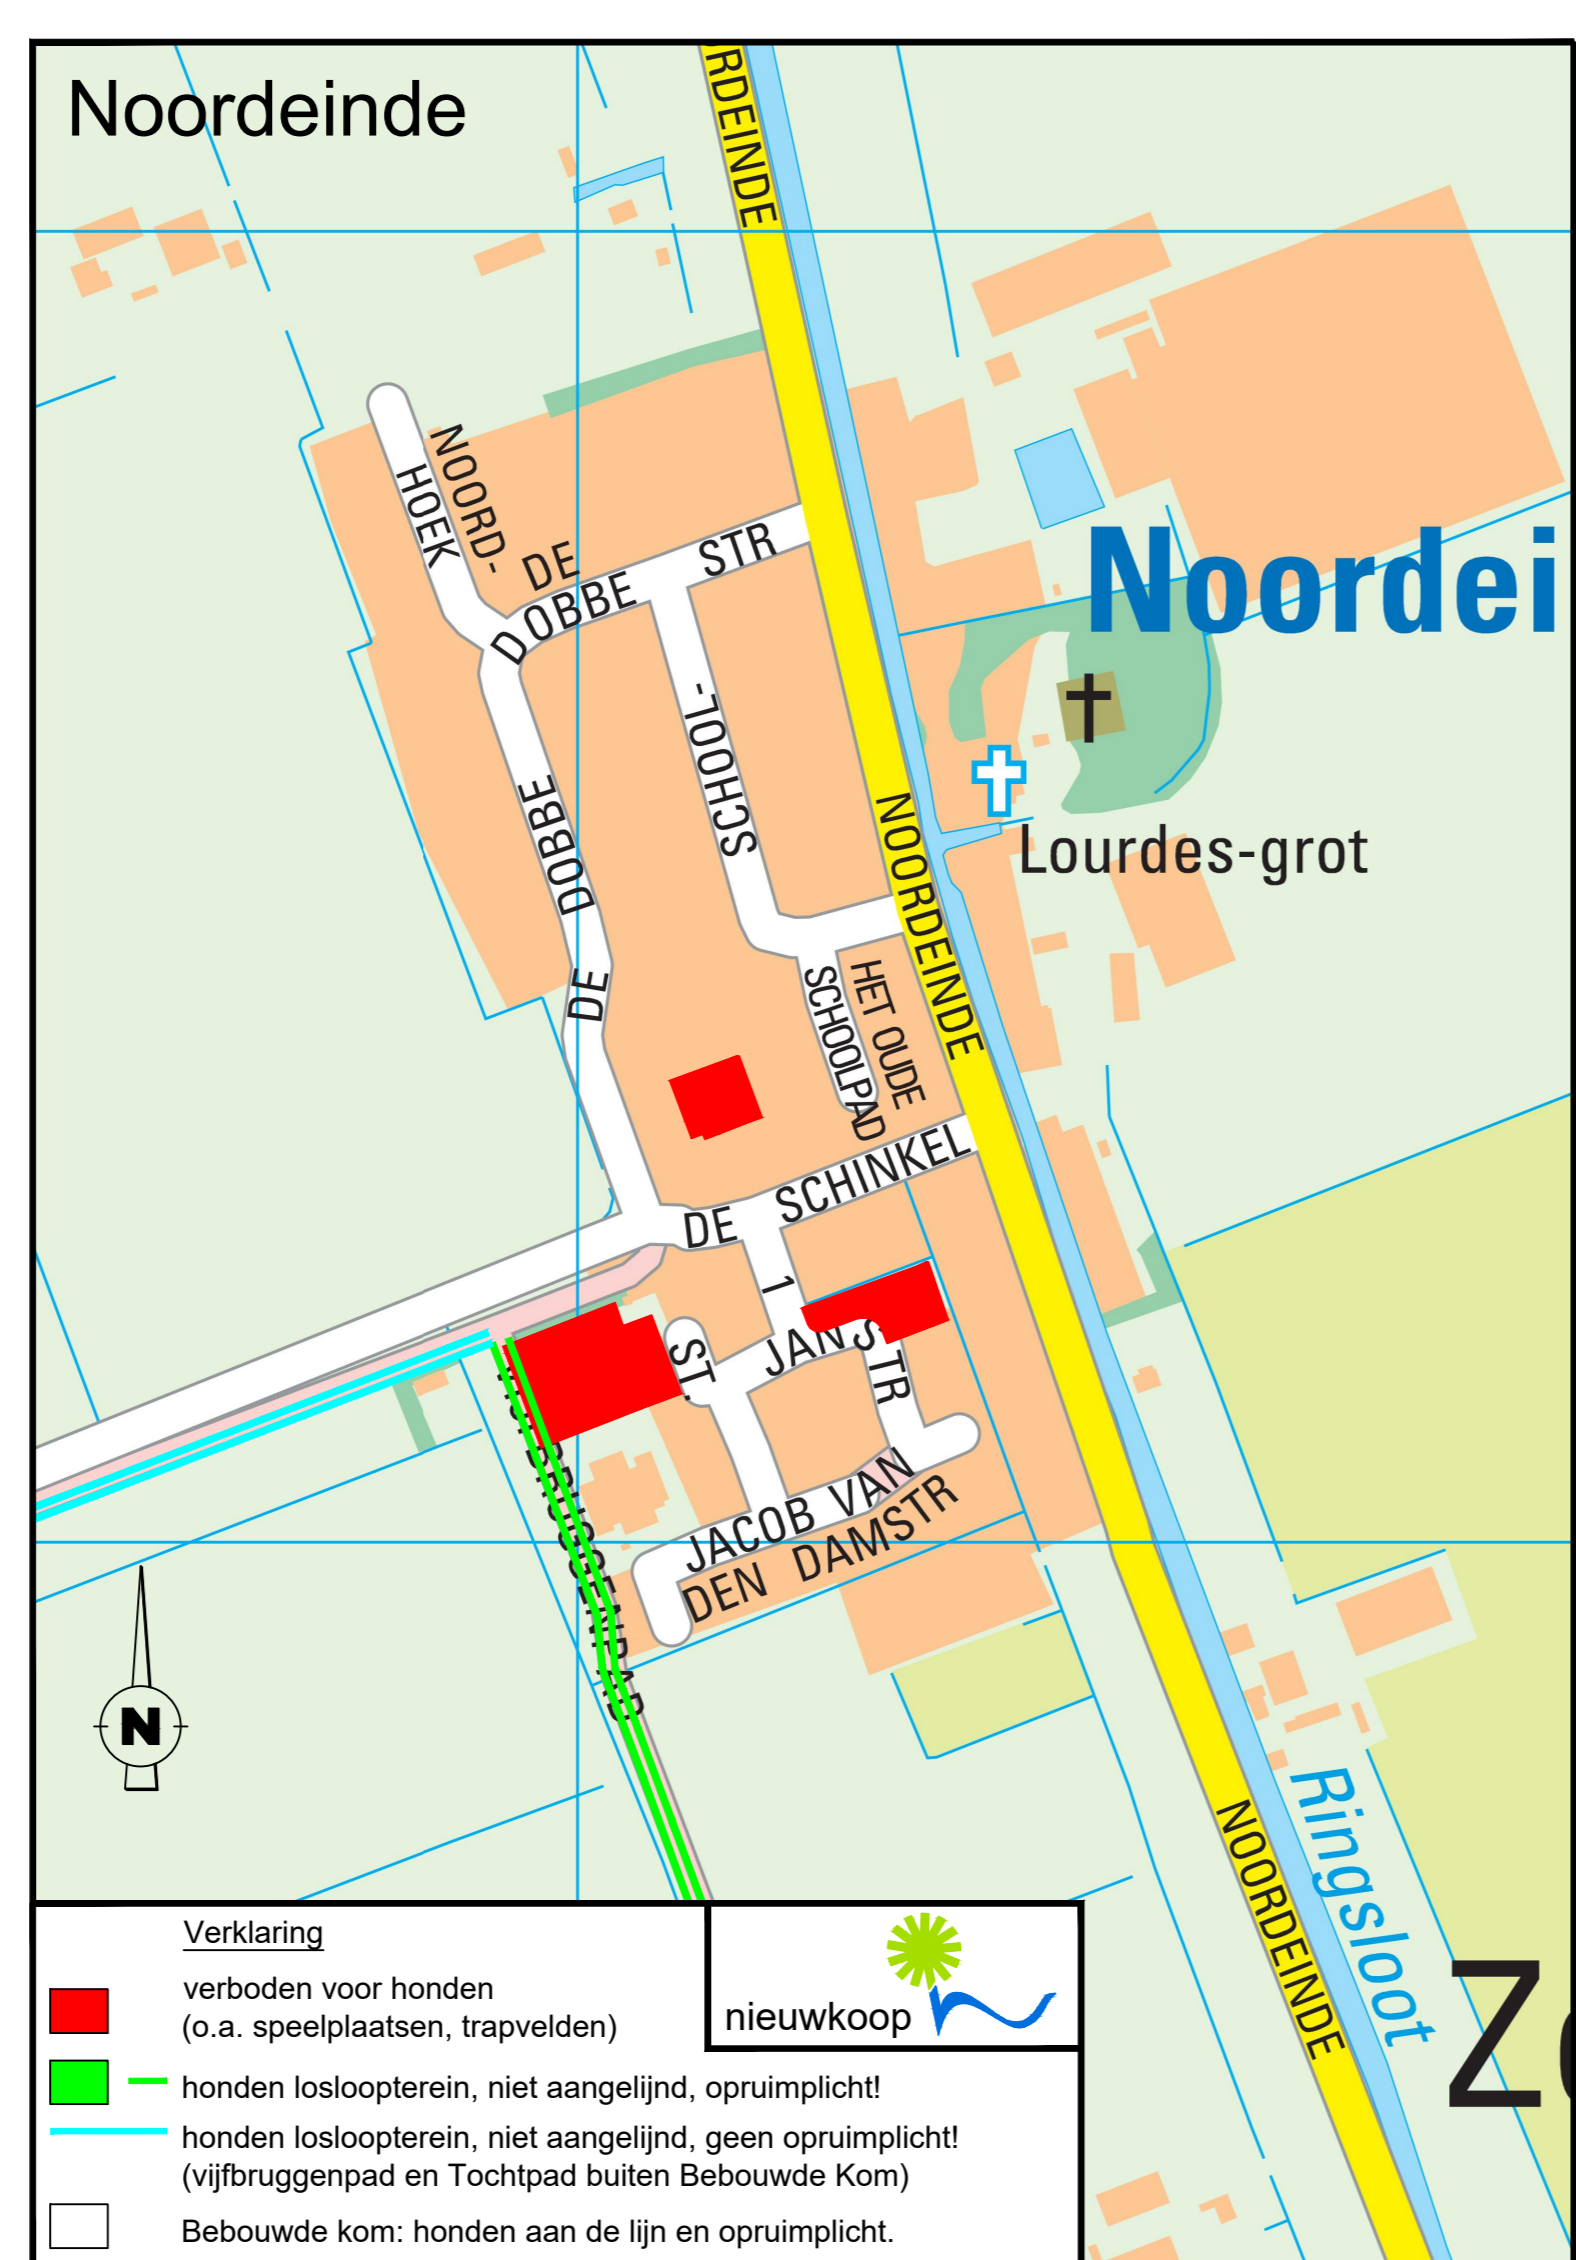 Noordeinde
RDEINDE
NOORD-
HOEK
DE
DOBBE STR
SCHOOL-
DE DOBBE
Noordei
Lourdes-grot
NOORDEINDE
HET OUDE
SCHOOLPAD
DE SCHINKEL
1
ST. JAN STR
JACOB VAN
DEN DAMSTR
N
Ringsloot
NOORDEINDE
Verklaring
verboden voor honden
(o.a. speelplaatsen, trapvelden)
nieuwkoop
honden losloopterein, niet aangelijnd, opruimplicht!
honden losloopterein, niet aangelijnd, geen opruimplicht!
(vijfbruggenpad en Tochtpad buiten Bebouwde Kom)
Bebouwde kom: honden aan de lijn en opruimplicht.